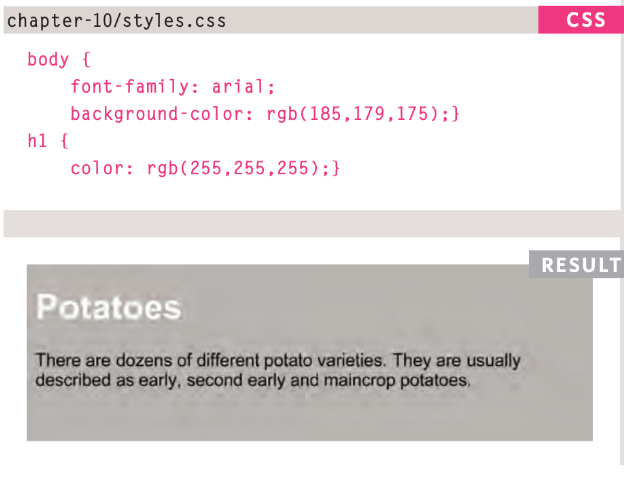 chapter-10/styles.css
CSS
body {
font-family: arial;
background-color: rgb(185,179,175);}
h1 {
color: rgb(255,255,255);}
RESULT
Potatoes
There are dozens of different potato varieties. They are usually
described as early, second early and maincrop potatoes.